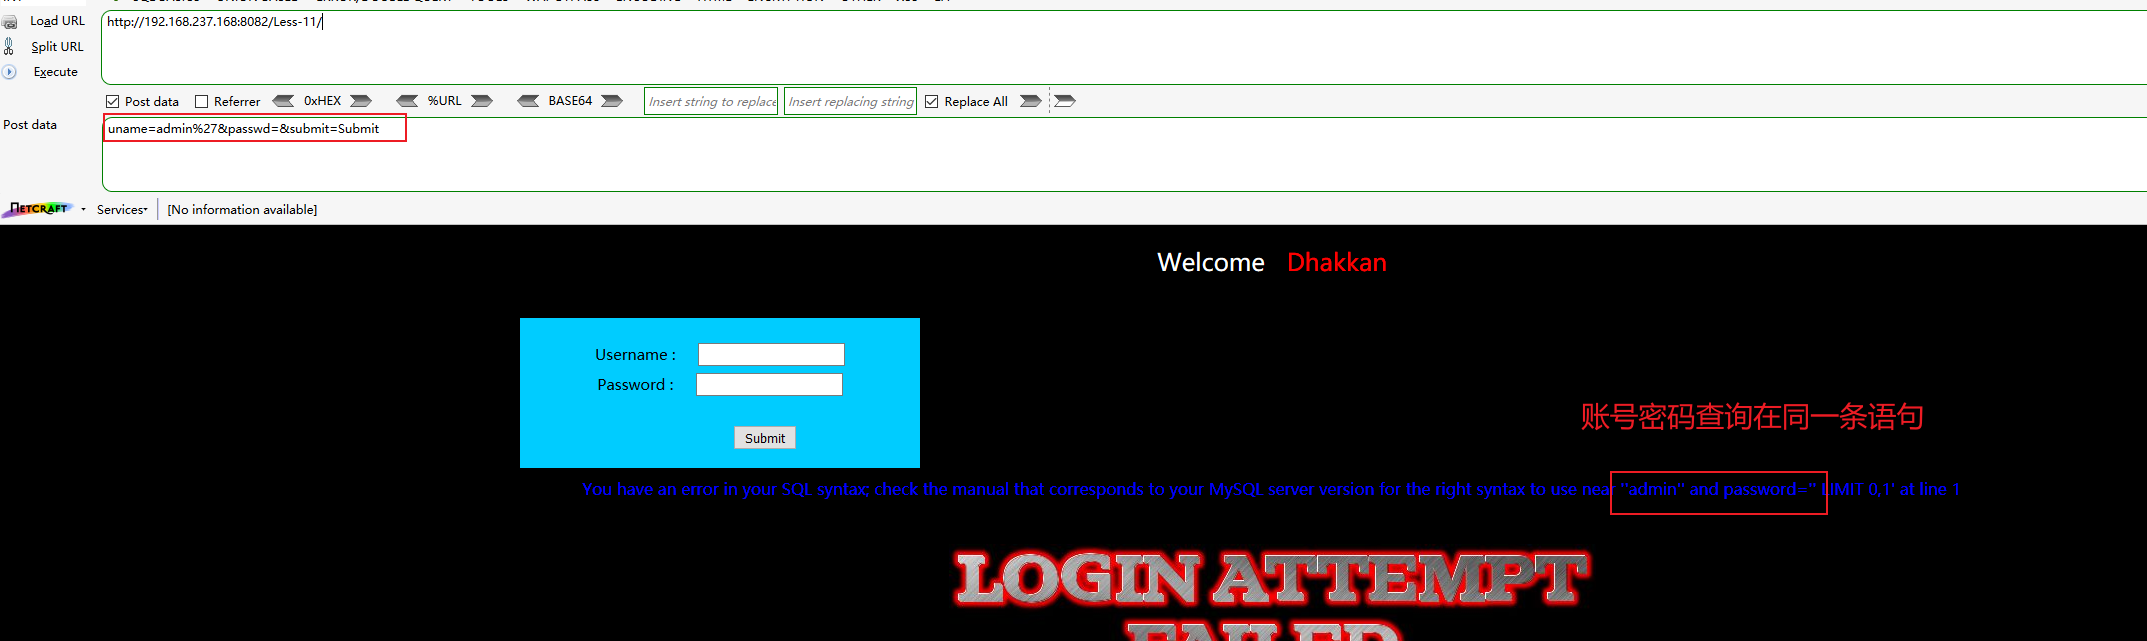 Load URL
http://192.168.237.168:8082/Less-11/
Split URL
Execute
Post data Referrer 0xHEX %URL BASE64 Insert string to replace Insert replacing string Replace All
Post data
uname=admin%27&passwd=&submit=Submit
NETCRAFT Services [No information available]
Welcome Dhakkan
Username :
Password :
Submit
账号密码查询在同一条语句
You have an error in your SQL syntax; check the manual that corresponds to your MySQL server version for the right syntax to use near ''admin'' and password='' LIMIT 0,1' at line 1
LOGIN ATTEMPT
FAILED